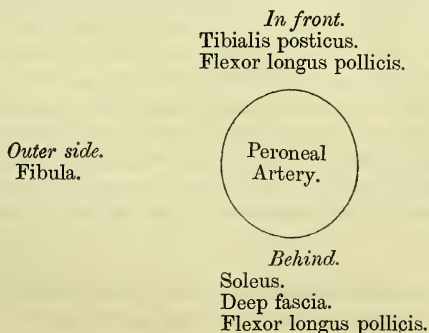 In front.
Tibialis posticus.
Flexor longus pollicis.
Outer side.
Fibula.
Peroneal
Artery.
Behind.
Soleus.
Deep fascia.
Flexor longus pollicis.